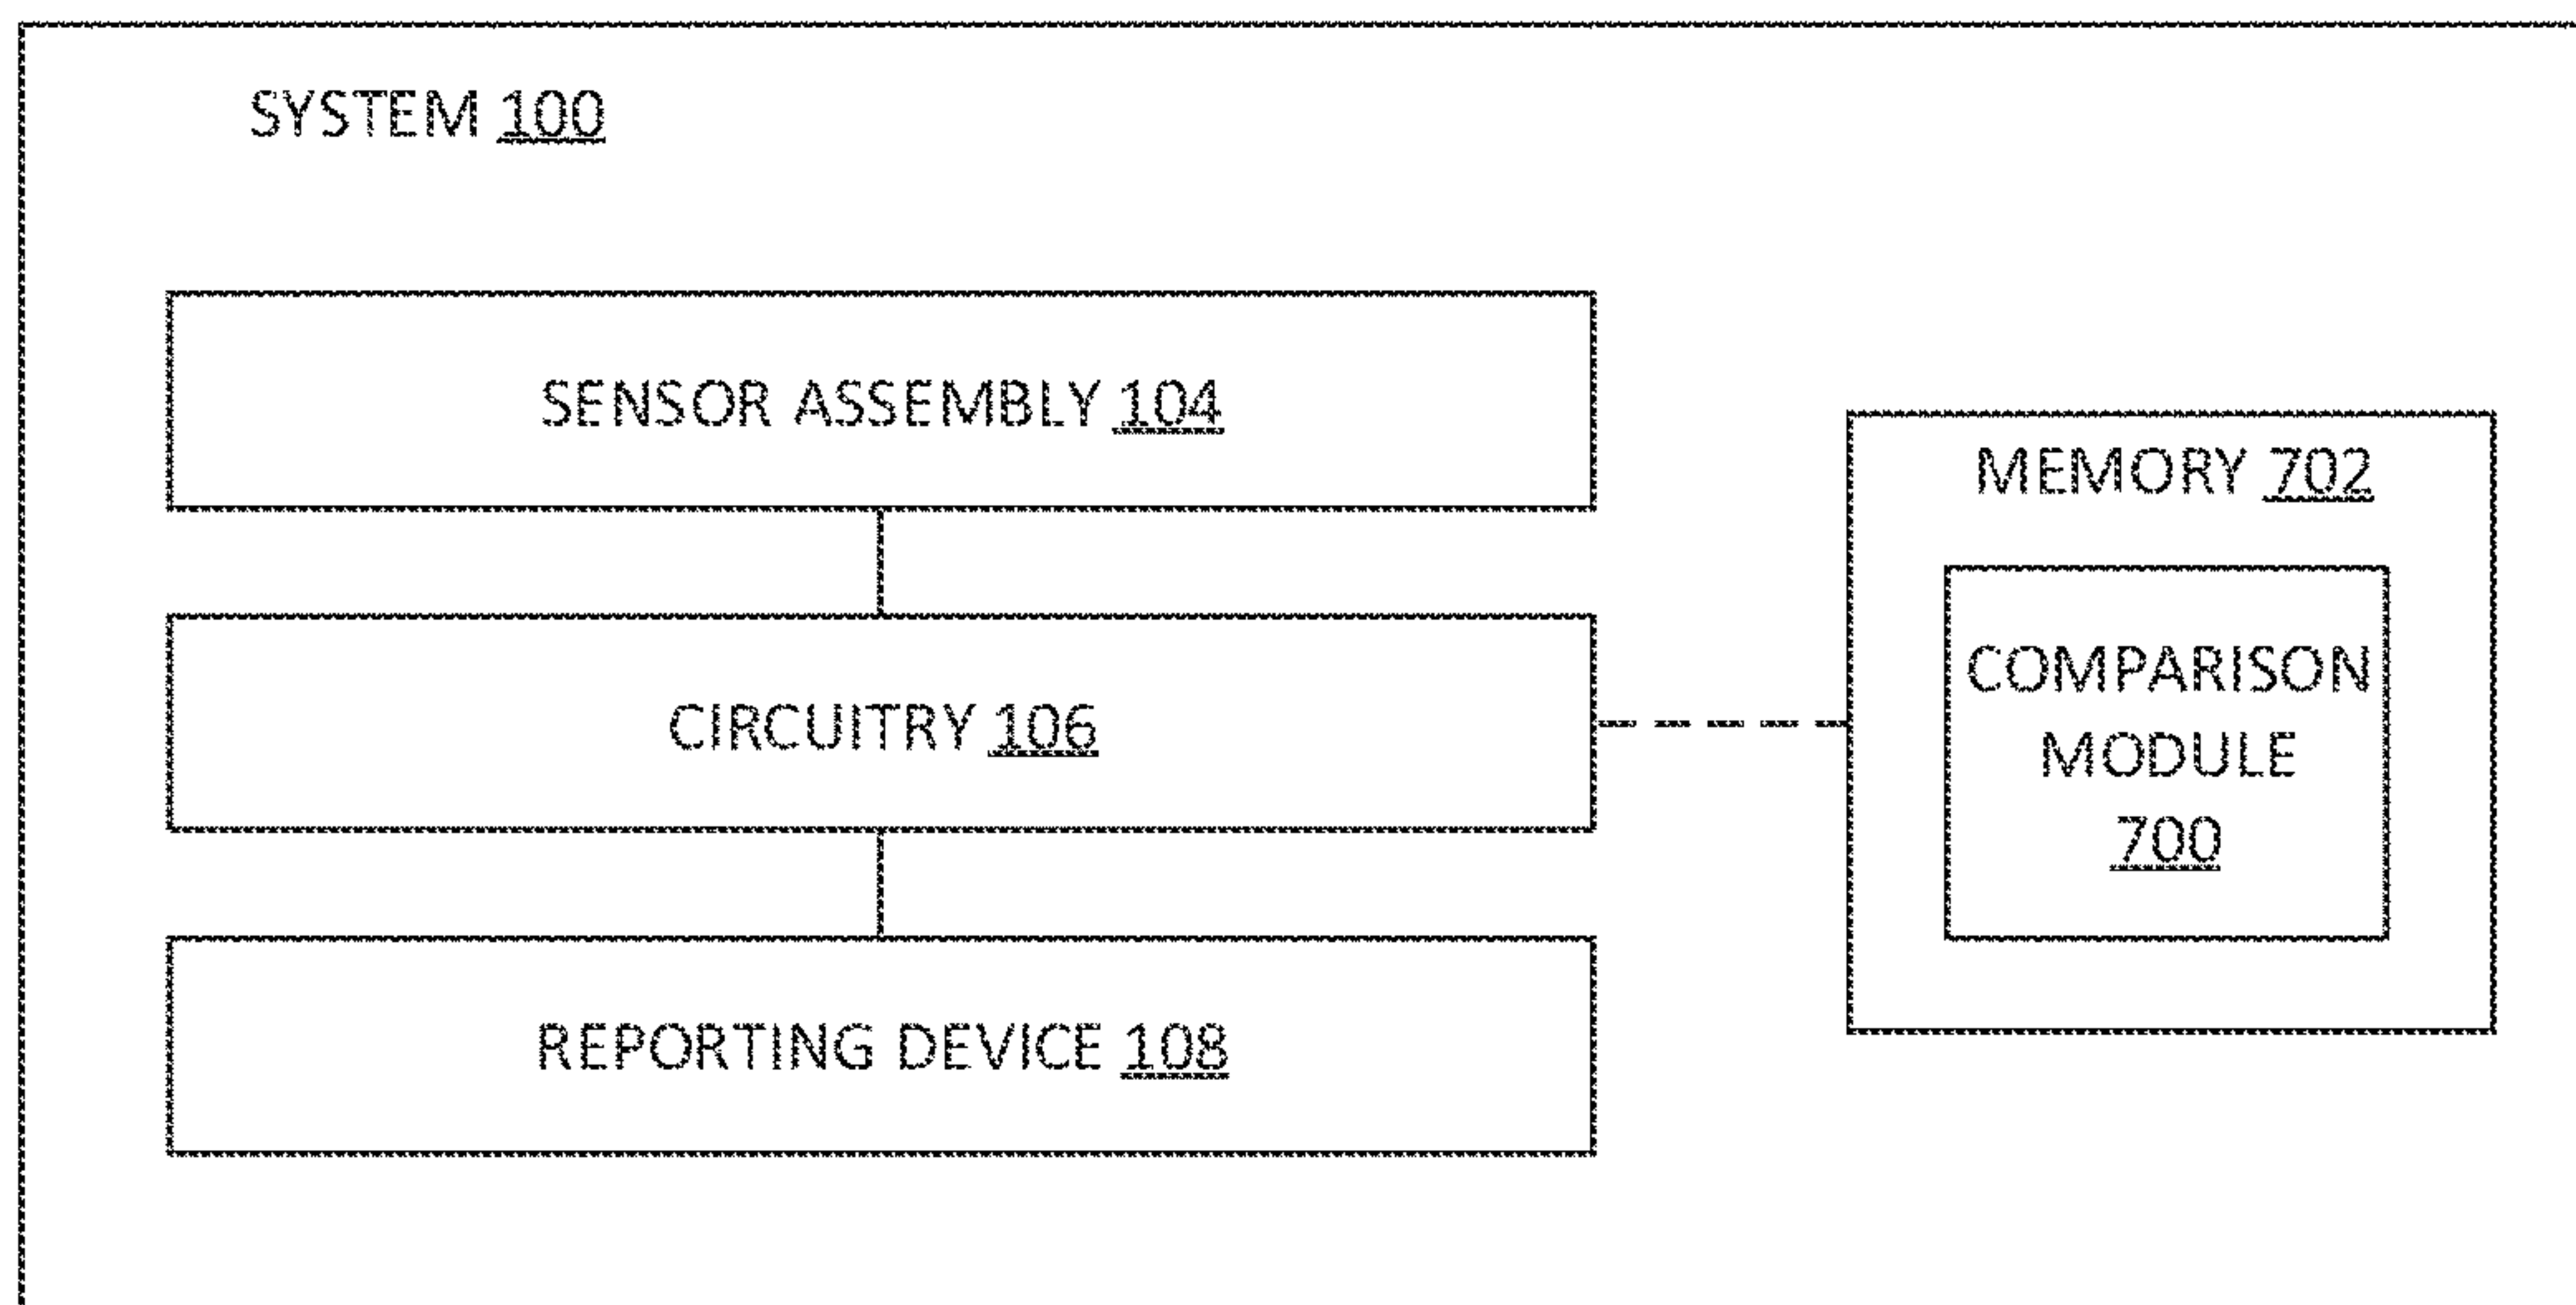 SYSTEM 100
SENSOR ASSEMBLY 104
MEMORY 702
COMPARISON
MODULE
700
CIRCUITRY 106
REPORTING DEVICE 108